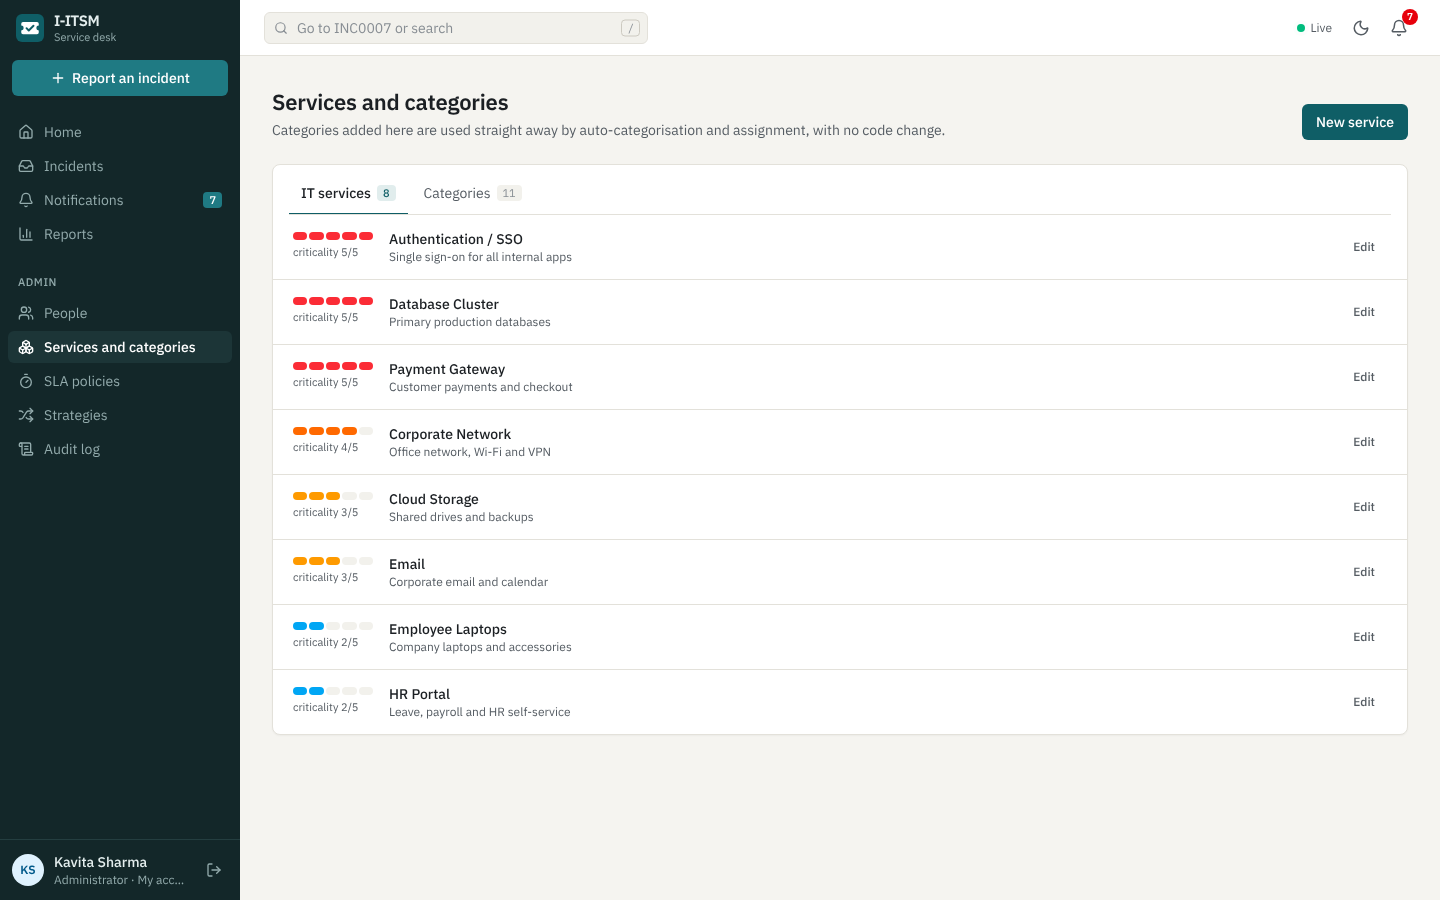 I-ITSM
Service desk
Report an incident
Home
Incidents
Notifications 7
Reports
ADMIN
People
Services and categories
SLA policies
Strategies
Audit log
KS
Kavita Sharma
Administrator · My acc...
Go to INC0007 or search /
Live
7
Services and categories
Categories added here are used straight away by auto-categorisation and assignment, with no code change.
New service
IT services 8 Categories 11
criticality 5/5
Authentication / SSO
Single sign-on for all internal apps
Edit
criticality 5/5
Database Cluster
Primary production databases
Edit
criticality 5/5
Payment Gateway
Customer payments and checkout
Edit
criticality 4/5
Corporate Network
Office network, Wi-Fi and VPN
Edit
criticality 3/5
Cloud Storage
Shared drives and backups
Edit
criticality 3/5
Email
Corporate email and calendar
Edit
criticality 2/5
Employee Laptops
Company laptops and accessories
Edit
criticality 2/5
HR Portal
Leave, payroll and HR self-service
Edit